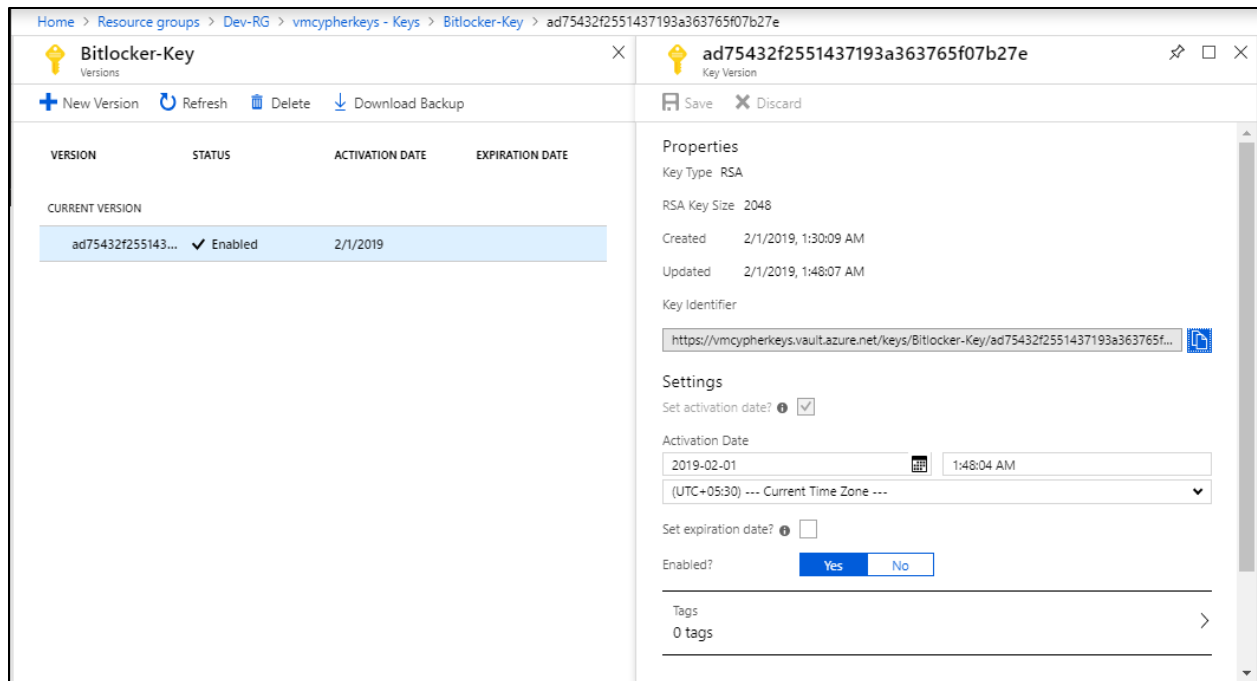 Home > Resource groups > Dev-RG > vmcypherkeys - Keys > Bitlocker-Key > ad75432f2551437193a363765f07b27e
Bitlocker-Key
Versions
New Version Refresh Delete Download Backup
VERSION STATUS ACTIVATION DATE EXPIRATION DATE
CURRENT VERSION
ad75432f255143... Enabled 2/1/2019
ad75432f2551437193a363765f07b27e
Key Version
Save Discard
Properties
Key Type RSA
RSA Key Size 2048
Created 2/1/2019, 1:30:09 AM
Updated 2/1/2019, 1:48:07 AM
Key Identifier
https://vmcypherkeys.vault.azure.net/keys/Bitlocker-Key/ad75432f2551437193a363765f...
Settings
Set activation date?
Activation Date
2019-02-01 1:48:04 AM
(UTC+05:30) --- Current Time Zone ---
Set expiration date?
Enabled? Yes No
Tags
0 tags